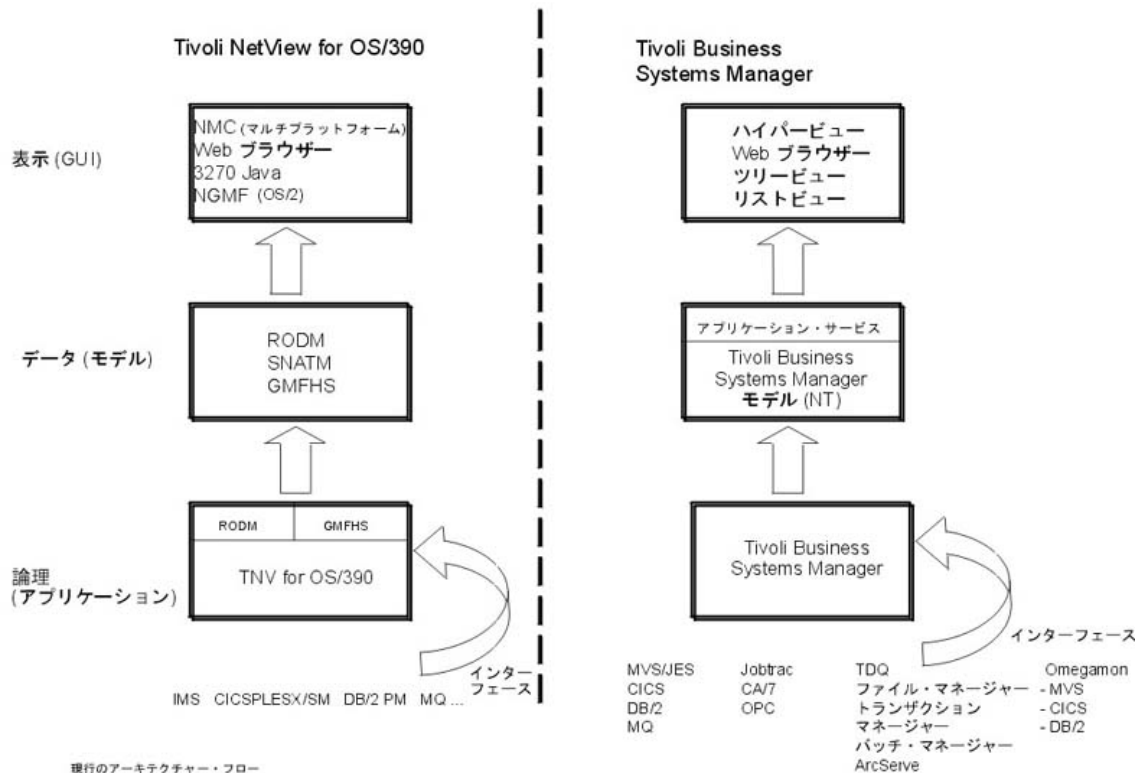 Tivoli NetView for OS/390
Tivoli Business
Systems Manager
表示 (GUI)
NMC (マルチプラットフォーム)
Web ブラウザー
3270 Java
NGMF (OS/2)
ハイパービュー
Web ブラウザー
ツリービュー
リストビュー
データ (モデル)
RODM
SNATM
GMFHS
アプリケーション・サービス
Tivoli Business
Systems Manager
モデル (NT)
論理
(アプリケーション)
RODM
GMFHS
TNV for OS/390
インター
フェース
IMS CICSPLESX/SM DB/2 PM MQ ...
Tivoli Business
Systems Manager
インターフェース
MVS/JES
CICS
DB/2
MQ
Jobtrac
CA/7
OPC
TDQ
ファイル・マネージャー
トランザクション
マネージャー
バッチ・マネージャー
ArcServe
Omegamon
- MVS
- CICS
- DB/2
現行のアーキテクチャー・フロー